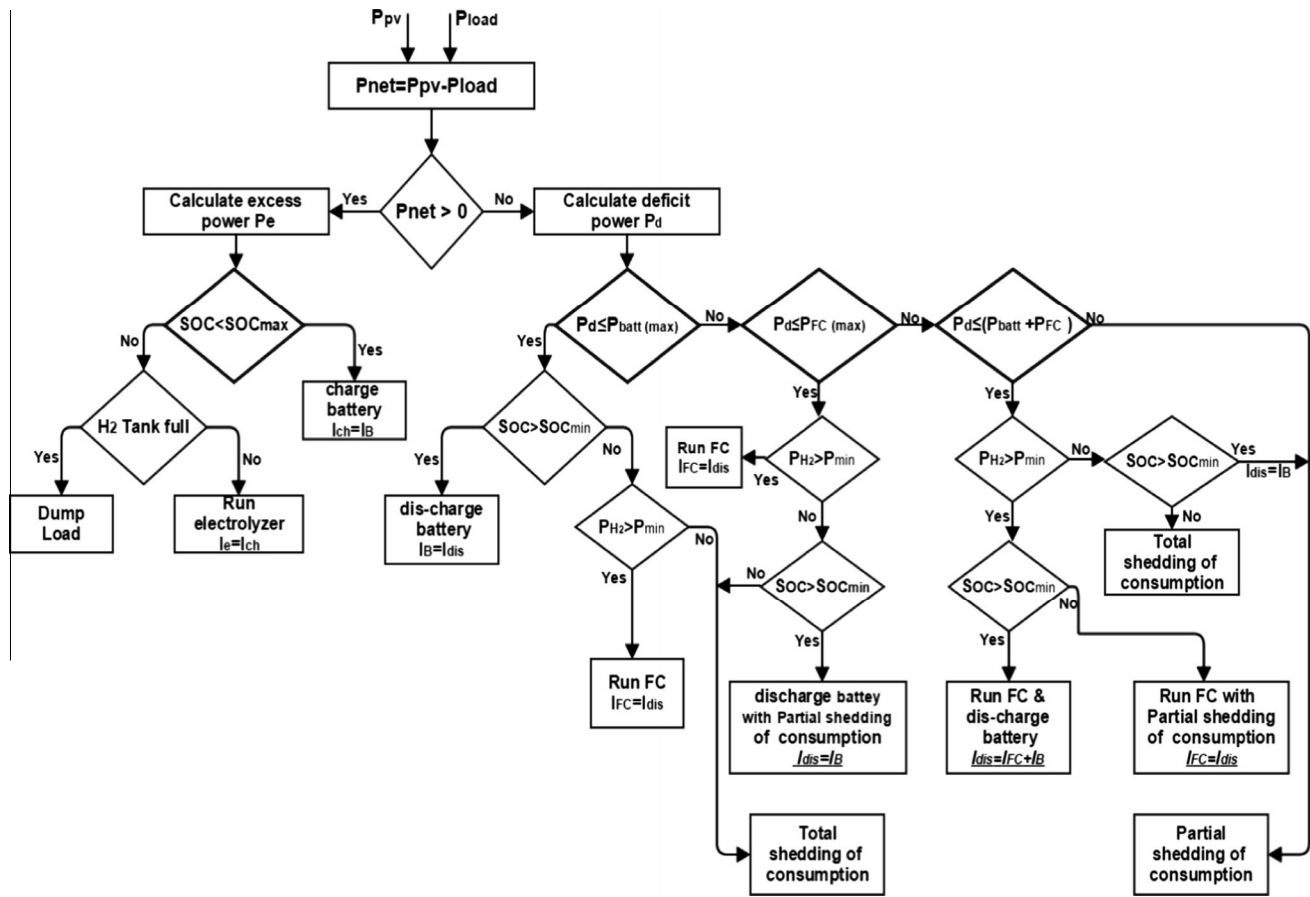 Ppv
Pload
Pnet=Ppv-Pload
Pnet > 0
Yes
No
Calculate excess
power Pe
Calculate deficit
power Pd
SOC<SOCmax
No
Yes
Pd≤Pbatt (max)
No
Yes
Pd≤PFC (max)
No
Yes
Pd≤(Pbatt +PFC )
No
Yes
charge
battery
Ich=IB
H2 Tank full
Yes
No
SOC>SOCmin
Yes
No
Run FC
IFC=Idis
PH2>Pmin
Yes
No
PH2>Pmin
No
Yes
SOC>SOCmin
Yes
Idis=IB
No
Dump
Load
Run
electrolyzer
Ie=Ich
dis-charge
battery
IB=Idis
PH2>Pmin
No
Yes
SOC>SOCmin
No
Yes
SOC>SOCmin
No
Yes
Total
shedding of
consumption
Run FC
IFC=Idis
discharge battey
with Partial shedding
of consumption
Idis=IB
Run FC &
dis-charge
battery
Idis=IFC+IB
Run FC with
Partial shedding
of consumption
IFC=Idis
Total
shedding of
consumption
Partial
shedding of
consumption